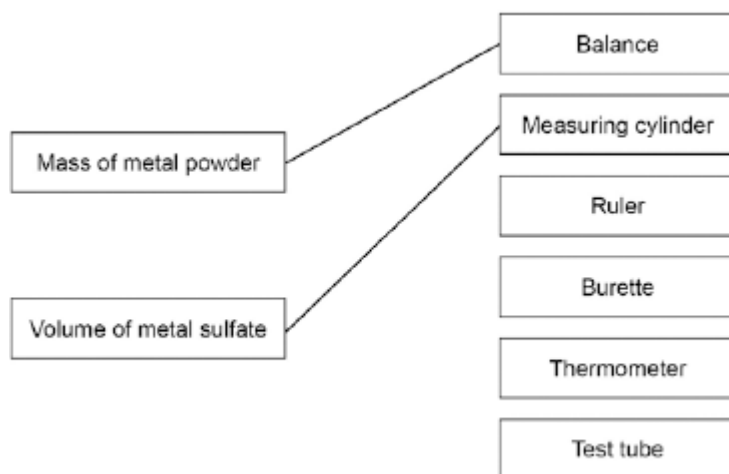 Balance
Measuring cylinder
Mass of metal powder
Ruler
Burette
Volume of metal sulfate
Thermometer
Test tube